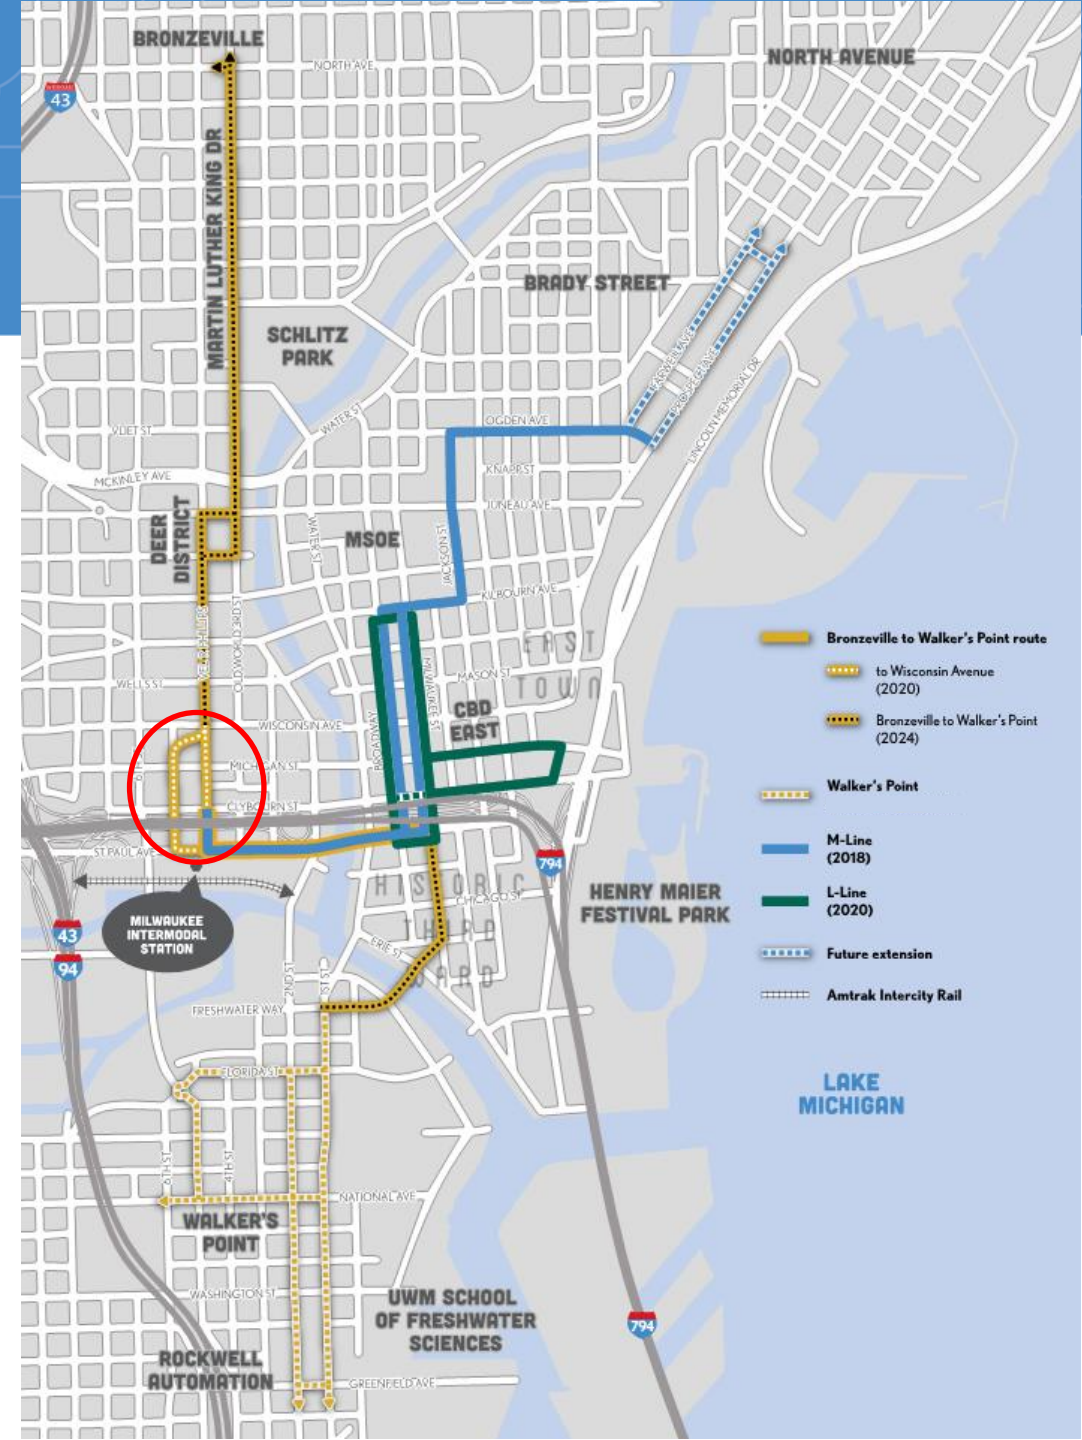 BRONZEVILLE
NORTH AVE
NORTH AVENUE
43
MARTIN LUTHER KING DR
BRADY STREET
SCHLITZ
PARK
FARWELL AVE
PROSPECT AVE
LINCOLN MEMORIAL DR
WATER ST
OGDEN AVE
VLIET ST
KNAPP ST
MCKINLEY AVE
JUNEAU AVE
DEER
DISTRICT
WATER ST
MSOE
JACKSON ST
KILBOURN AVE
VEL R PHILLIPS
OLD WORLD 3RD ST
EAST
TOWN
MILWAUKEE ST
MASON ST
WELLS ST
CBD
EAST
BROADWAY
WISCONSIN AVE
MICHIGAN ST
CLYBOURN ST
ST PAUL AVE
794
HISTORIC
THIRD
WARD
CHICAGO ST
HENRY MAIER
FESTIVAL PARK
MILWAUKEE
INTERMODAL
STATION
43
94
ERIE ST
2ND ST
1ST ST
FRESHWATER WAY
FLORIDA ST
6TH ST
4TH ST
NATIONAL AVE
WALKER'S
POINT
WASHINGTON ST
UWM SCHOOL
OF FRESHWATER
SCIENCES
794
ROCKWELL
AUTOMATION
GREENFIELD AVE
Bronzeville to Walker's Point route
to Wisconsin Avenue
(2020)
Bronzeville to Walker's Point
(2024)
Walker's Point
M-Line
(2018)
L-Line
(2020)
Future extension
Amtrak Intercity Rail
LAKE
MICHIGAN